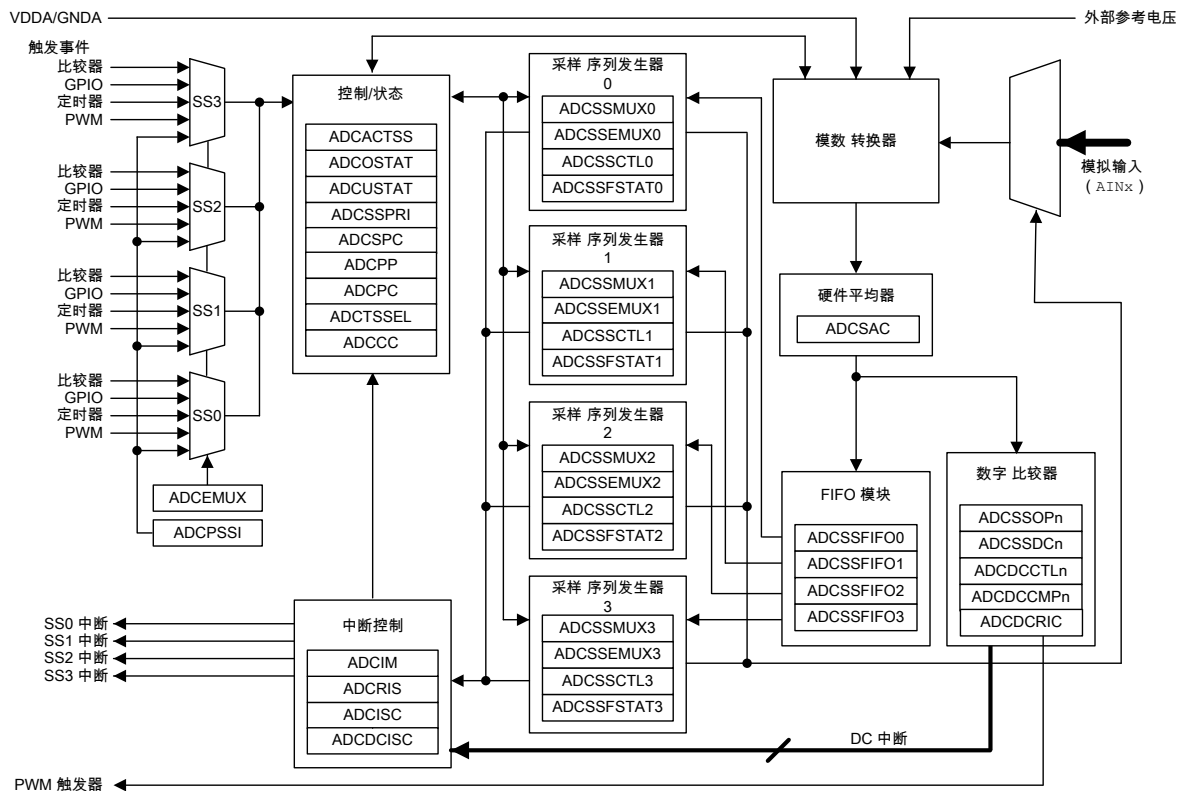 VDDA/GNDA
外部参考电压
触发事件
比较器
GPIO
定时器
PWM
SS3
比较器
GPIO
定时器
PWM
SS2
比较器
GPIO
定时器
PWM
SS1
比较器
GPIO
定时器
PWM
SS0
ADCEMUX
ADCPSSI
控制/状态
ADCACTSS
ADCOSTAT
ADCUSTAT
ADCSSPRI
ADCSPC
ADCPP
ADCPC
ADCTSSEL
ADCCC
采样 序列发生器
0
ADCSSMUX0
ADCSSEMUX0
ADCSSCTL0
ADCSSFSTAT0
采样 序列发生器
1
ADCSSMUX1
ADCSSEMUX1
ADCSSCTL1
ADCSSFSTAT1
采样 序列发生器
2
ADCSSMUX2
ADCSSEMUX2
ADCSSCTL2
ADCSSFSTAT2
采样 序列发生器
3
ADCSSMUX3
ADCSSEMUX3
ADCSSCTL3
ADCSSFSTAT3
模数 转换器
模拟输入
( AINx )
硬件平均器
ADCSAC
FIFO 模块
ADCSSFIFO0
ADCSSFIFO1
ADCSSFIFO2
ADCSSFIFO3
数字 比较器
ADCSSOPn
ADCSSDCn
ADCDCCTLn
ADCDCCMPn
ADCDCRIC
SS0 中断
SS1 中断
SS2 中断
SS3 中断
中断控制
ADCIM
ADCRIS
ADCISC
ADCDCISC
DC 中断
PWM 触发器